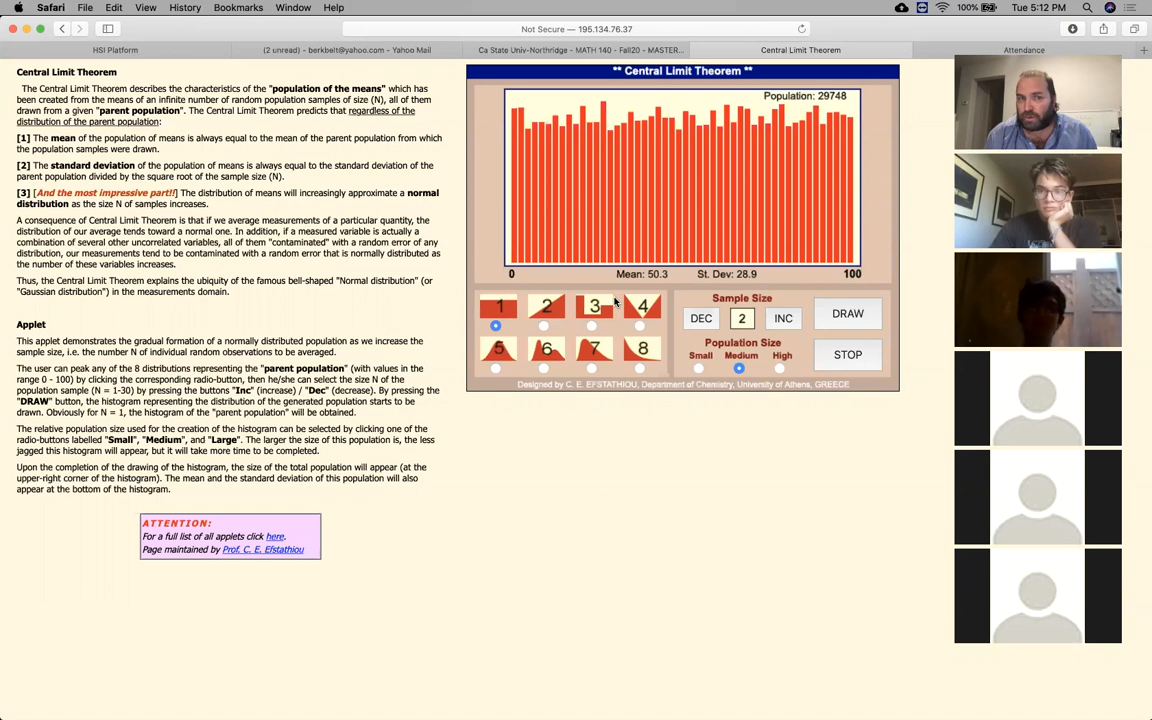 Safari File Edit View History Bookmarks Window Help 100% Tue 5:12 PM
Not Secure — 195.134.76.37
HSI Platform (2 unread) - berkbelt@yahoo.com - Yahoo Mail Ca State Univ-Northridge - MATH 140 - Fall20 - MASTER... Central Limit Theorem Attendance
Central Limit Theorem
The Central Limit Theorem describes the characteristics of the "population of the means" which has
been created from the means of an infinite number of random population samples of size (N), all of them
drawn from a given "parent population". The Central Limit Theorem predicts that regardless of the
distribution of the parent population:
[1] The mean of the population of means is always equal to the mean of the parent population from which
the population samples were drawn.
[2] The standard deviation of the population of means is always equal to the standard deviation of the
parent population divided by the square root of the sample size (N).
[3] [And the most impressive part!!] The distribution of means will increasingly approximate a normal
distribution as the size N of samples increases.
A consequence of Central Limit Theorem is that if we average measurements of a particular quantity, the
distribution of our average tends toward a normal one. In addition, if a measured variable is actually a
combination of several other uncorrelated variables, all of them "contaminated" with a random error of any
distribution, our measurements tend to be contaminated with a random error that is normally distributed as
the number of these variables increases.
Thus, the Central Limit Theorem explains the ubiquity of the famous bell-shaped "Normal distribution" (or
"Gaussian distribution") in the measurements domain.
Applet
This applet demonstrates the gradual formation of a normally distributed population as we increase the
sample size, i.e. the number N of individual random observations to be averaged.
The user can peak any of the 8 distributions representing the "parent population" (with values in the
range 0 - 100) by clicking the corresponding radio-button, then he/she can select the size N of the
population sample (N = 1-30) by pressing the buttons "Inc" (increase) / "Dec" (decrease). By pressing the
"DRAW" button, the histogram representing the distribution of the generated population starts to be
drawn. Obviously for N = 1, the histogram of the "parent population" will be obtained.
The relative population size used for the creation of the histogram can be selected by clicking one of the
radio-buttons labelled "Small", "Medium", and "Large". The larger the size of this population is, the less
jagged this histogram will appear, but it will take more time to be completed.
Upon the completion of the drawing of the histogram, the size of the total population will appear (at the
upper-right corner of the histogram). The mean and the standard deviation of this population will also
appear at the bottom of the histogram.
ATTENTION:
For a full list of all applets click here.
Page maintained by Prof. C. E. Efstathiou
** Central Limit Theorem **
Population: 29748
0 Mean: 50.3 St. Dev: 28.9 100
1 2 3 4
5 6 7 8
Sample Size
DEC 2 INC
Population Size
Small Medium High
DRAW
STOP
Designed by C. E. EFSTATHIOU, Department of Chemistry, University of Athens, GREECE